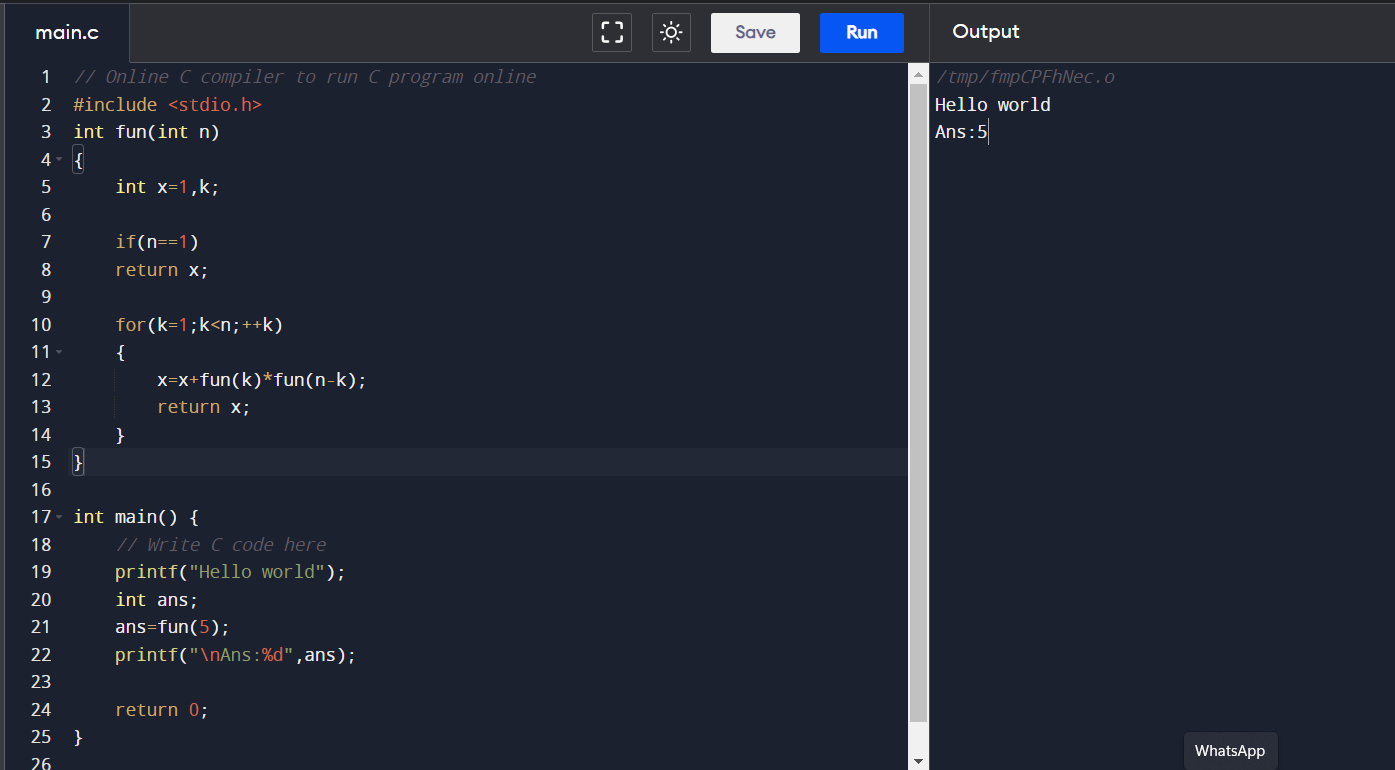 main.c
Save
Run
Output
1 // Online C compiler to run C program online
2 #include <stdio.h>
3 int fun(int n)
4 {
5     int x=1,k;
6
7     if(n==1)
8     return x;
9
10     for(k=1;k<n;++k)
11     {
12         x=x+fun(k)*fun(n-k);
13         return x;
14     }
15 }
16
17 int main() {
18     // Write C code here
19     printf("Hello world");
20     int ans;
21     ans=fun(5);
22     printf("\nAns:%d",ans);
23
24     return 0;
25 }
26
/tmp/fmpCPFhNec.o
Hello world
Ans:5
WhatsApp